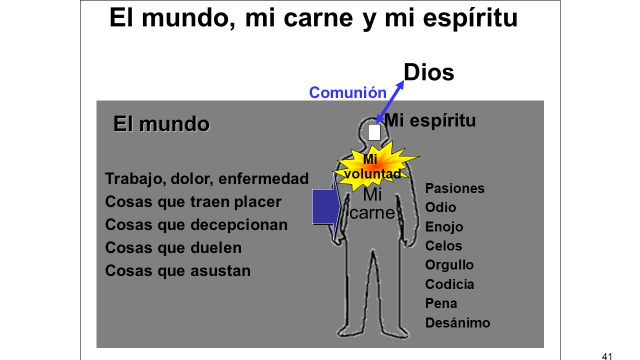 El mundo, mi carne y mi espíritu
Dios
Comunión
El mundo
Mi espíritu
Mi
voluntad
Trabajo, dolor, enfermedad
Cosas que traen placer
Cosas que decepcionan
Cosas que duelen
Cosas que asustan
Mi
carne
Pasiones
Odio
Enojo
Celos
Orgullo
Codicia
Pena
Desánimo
41